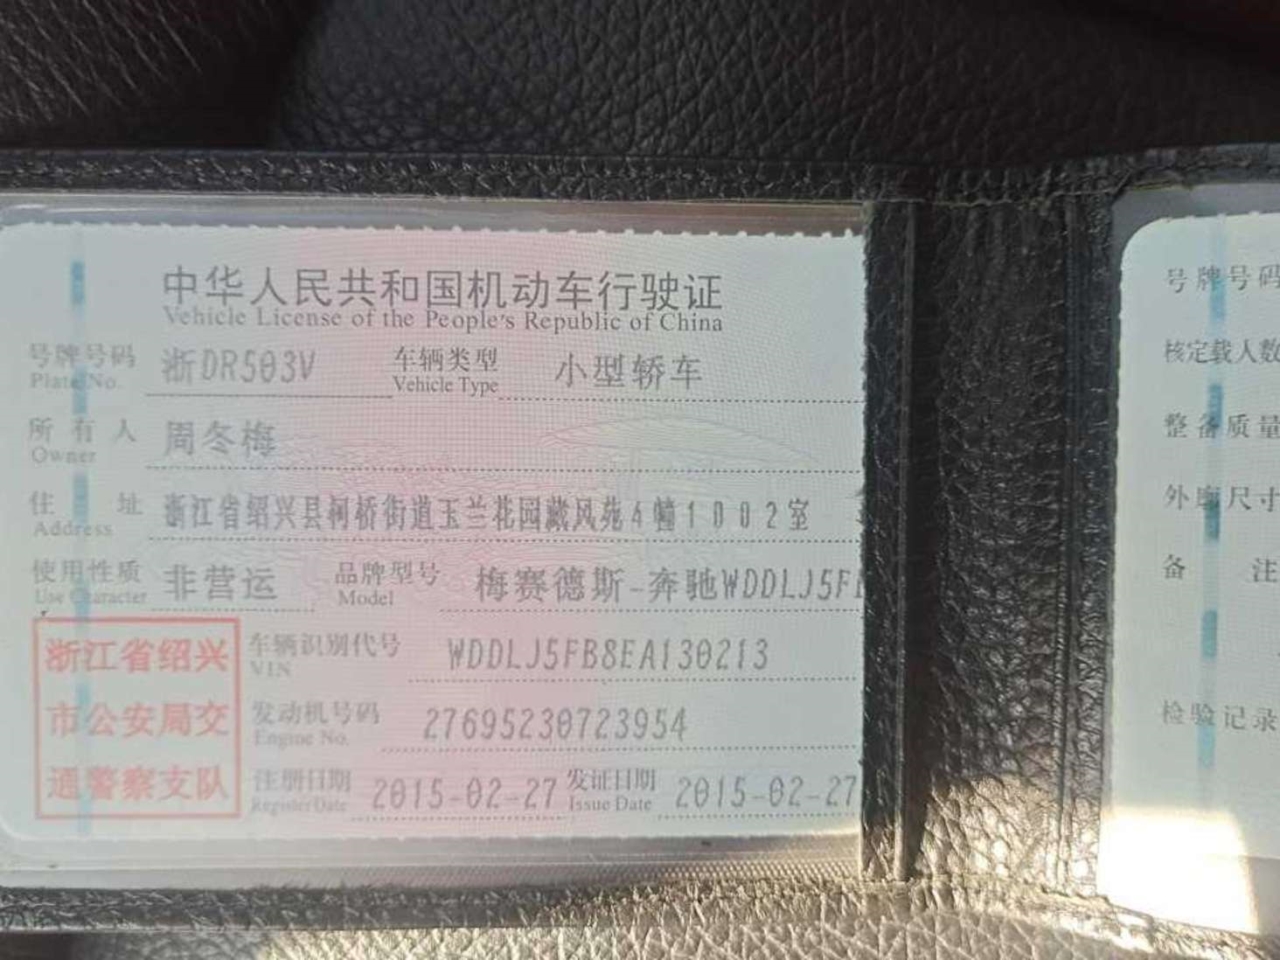 中华人民共和国机动车行驶证
Vehicle License of the People's Republic of China
号牌号码 浙DR503V 车辆类型 小型轿车
Plate No. Vehicle Type
所有人 周冬梅
Owner
住址 浙江省绍兴县柯桥街道玉兰花园藏风苑4幢1002室
Address
使用性质 非营运 品牌型号 梅赛德斯-奔驰WDDLJ5F
Use Character Model
浙江省绍兴
市公安局交
通警察支队
车辆识别代号 WDDLJ5FB8EA130213
VIN
发动机号码 27695230723954
Engine No.
注册日期 2015-02-27 发证日期 2015-02-27
Register Date Issue Date
号牌号码
核定载人数
整备质量
外廓尺寸
备注
检验记录